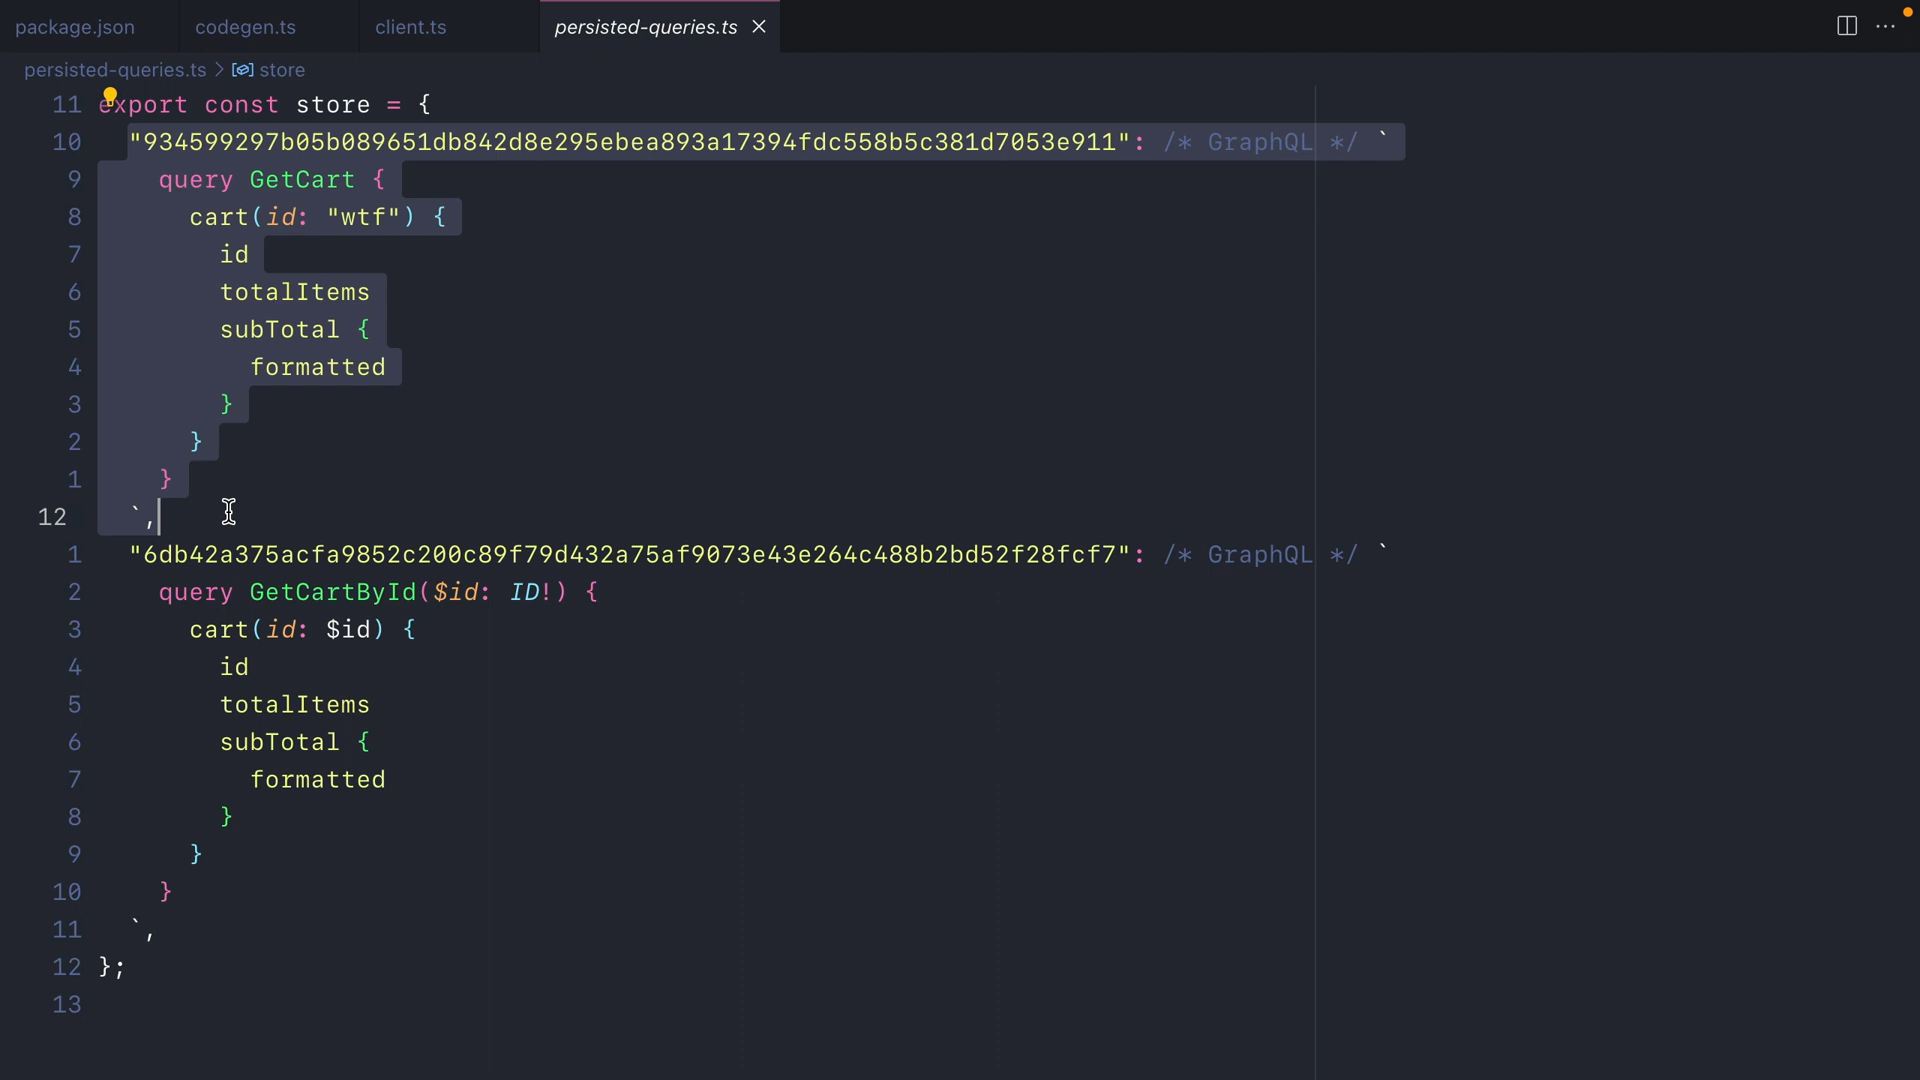 package.json codegen.ts client.ts persisted-queries.ts
persisted-queries.ts > store
11 export const store = {
10 "934599297b05b089651db842d8e295ebea893a17394fdc558b5c381d7053e911": /* GraphQL */ `
9 query GetCart {
8 cart(id: "wtf") {
7 id
6 totalItems
5 subTotal {
4 formatted
3 }
2 }
1 }
12 `,
1 "6db42a375acfa9852c200c89f79d432a75af9073e43e264c488b2bd52f28fcf7": /* GraphQL */ `
2 query GetCartById($id: ID!) {
3 cart(id: $id) {
4 id
5 totalItems
6 subTotal {
7 formatted
8 }
9 }
10 }
11 `,
12 };
13